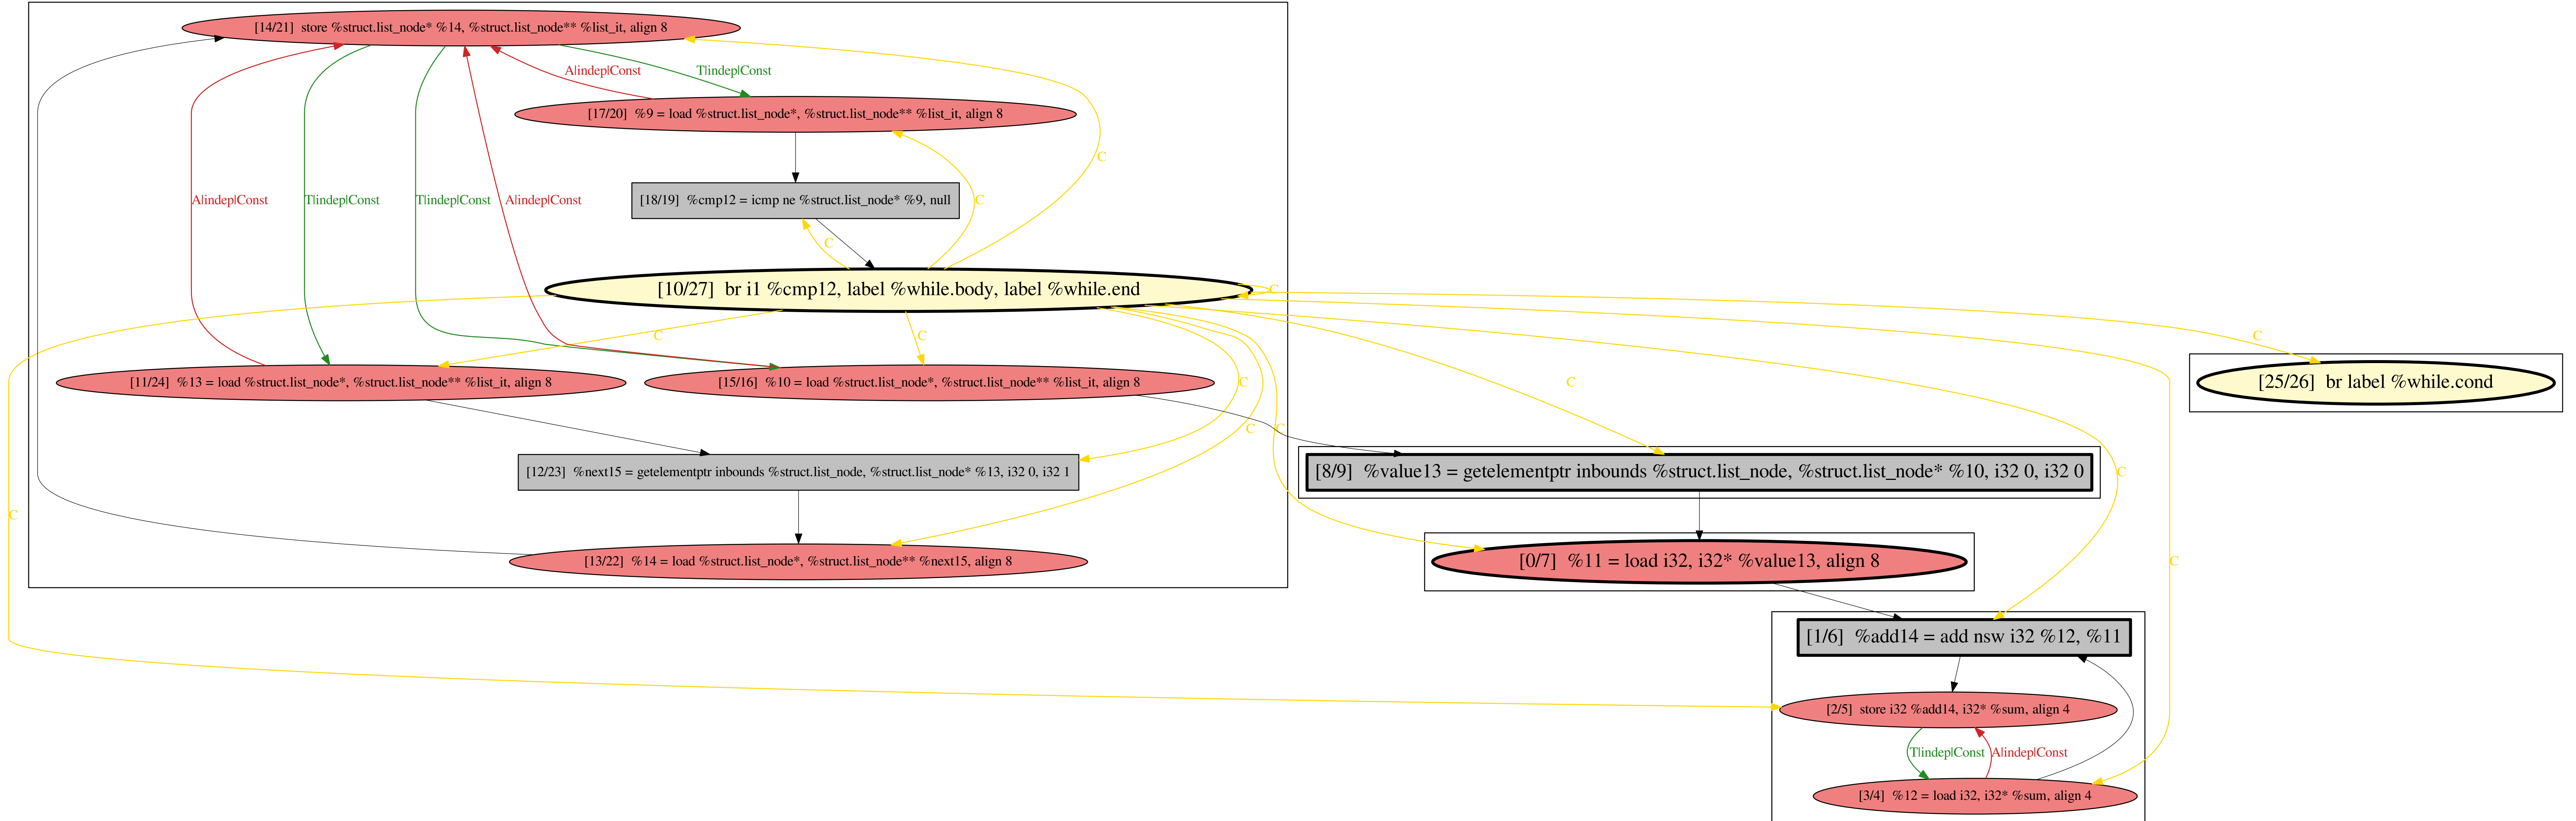 [14/21]  store %struct.list_node* %14, %struct.list_node** %list_it, align 8
A|indep|Const
T|indep|Const
[17/20]  %9 = load %struct.list_node*, %struct.list_node** %list_it, align 8
C
A|indep|Const
T|indep|Const
T|indep|Const
A|indep|Const
[18/19]  %cmp12 = icmp ne %struct.list_node* %9, null
C
C
[10/27]  br i1 %cmp12, label %while.body, label %while.end
C
C
C
C
[11/24]  %13 = load %struct.list_node*, %struct.list_node** %list_it, align 8
[15/16]  %10 = load %struct.list_node*, %struct.list_node** %list_it, align 8
C
C
[25/26]  br label %while.cond
C
C
[12/23]  %next15 = getelementptr inbounds %struct.list_node, %struct.list_node* %13, i32 0, i32 1
[8/9]  %value13 = getelementptr inbounds %struct.list_node, %struct.list_node* %10, i32 0, i32 0
C
C
[13/22]  %14 = load %struct.list_node*, %struct.list_node** %next15, align 8
[0/7]  %11 = load i32, i32* %value13, align 8
C
[1/6]  %add14 = add nsw i32 %12, %11
[2/5]  store i32 %add14, i32* %sum, align 4
T|indep|Const
A|indep|Const
[3/4]  %12 = load i32, i32* %sum, align 4